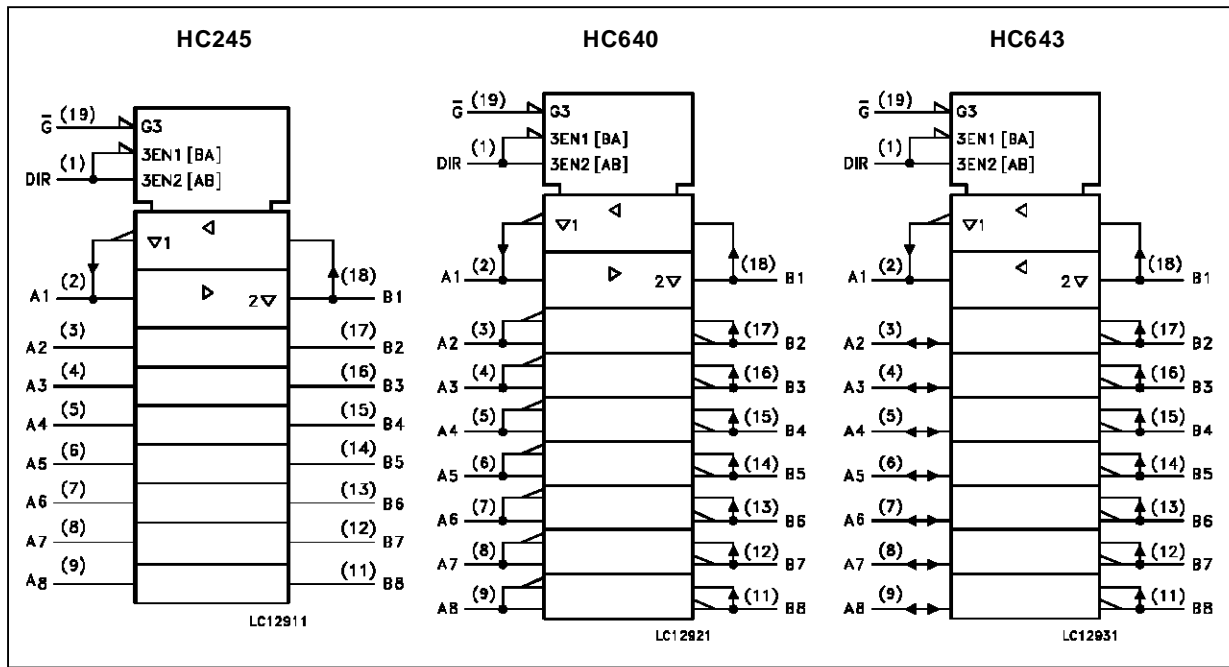 HC245
G (19)
G3
3EN1 [BA]
DIR (1)
3EN2 [AB]
1
A1 (2)
2
(18) B1
A2 (3)
(17) B2
A3 (4)
(16) B3
A4 (5)
(15) B4
A5 (6)
(14) B5
A6 (7)
(13) B6
A7 (8)
(12) B7
A8 (9)
(11) B8
LC12911
HC640
G (19)
G3
3EN1 [BA]
DIR (1)
3EN2 [AB]
1
A1 (2)
2
(18) B1
A2 (3)
(17) B2
A3 (4)
(16) B3
A4 (5)
(15) B4
A5 (6)
(14) B5
A6 (7)
(13) B6
A7 (8)
(12) B7
A8 (9)
(11) B8
LC12921
HC643
G (19)
G3
3EN1 [BA]
DIR (1)
3EN2 [AB]
1
A1 (2)
2
(18) B1
A2 (3)
(17) B2
A3 (4)
(16) B3
A4 (5)
(15) B4
A5 (6)
(14) B5
A6 (7)
(13) B6
A7 (8)
(12) B7
A8 (9)
(11) B8
LC12931